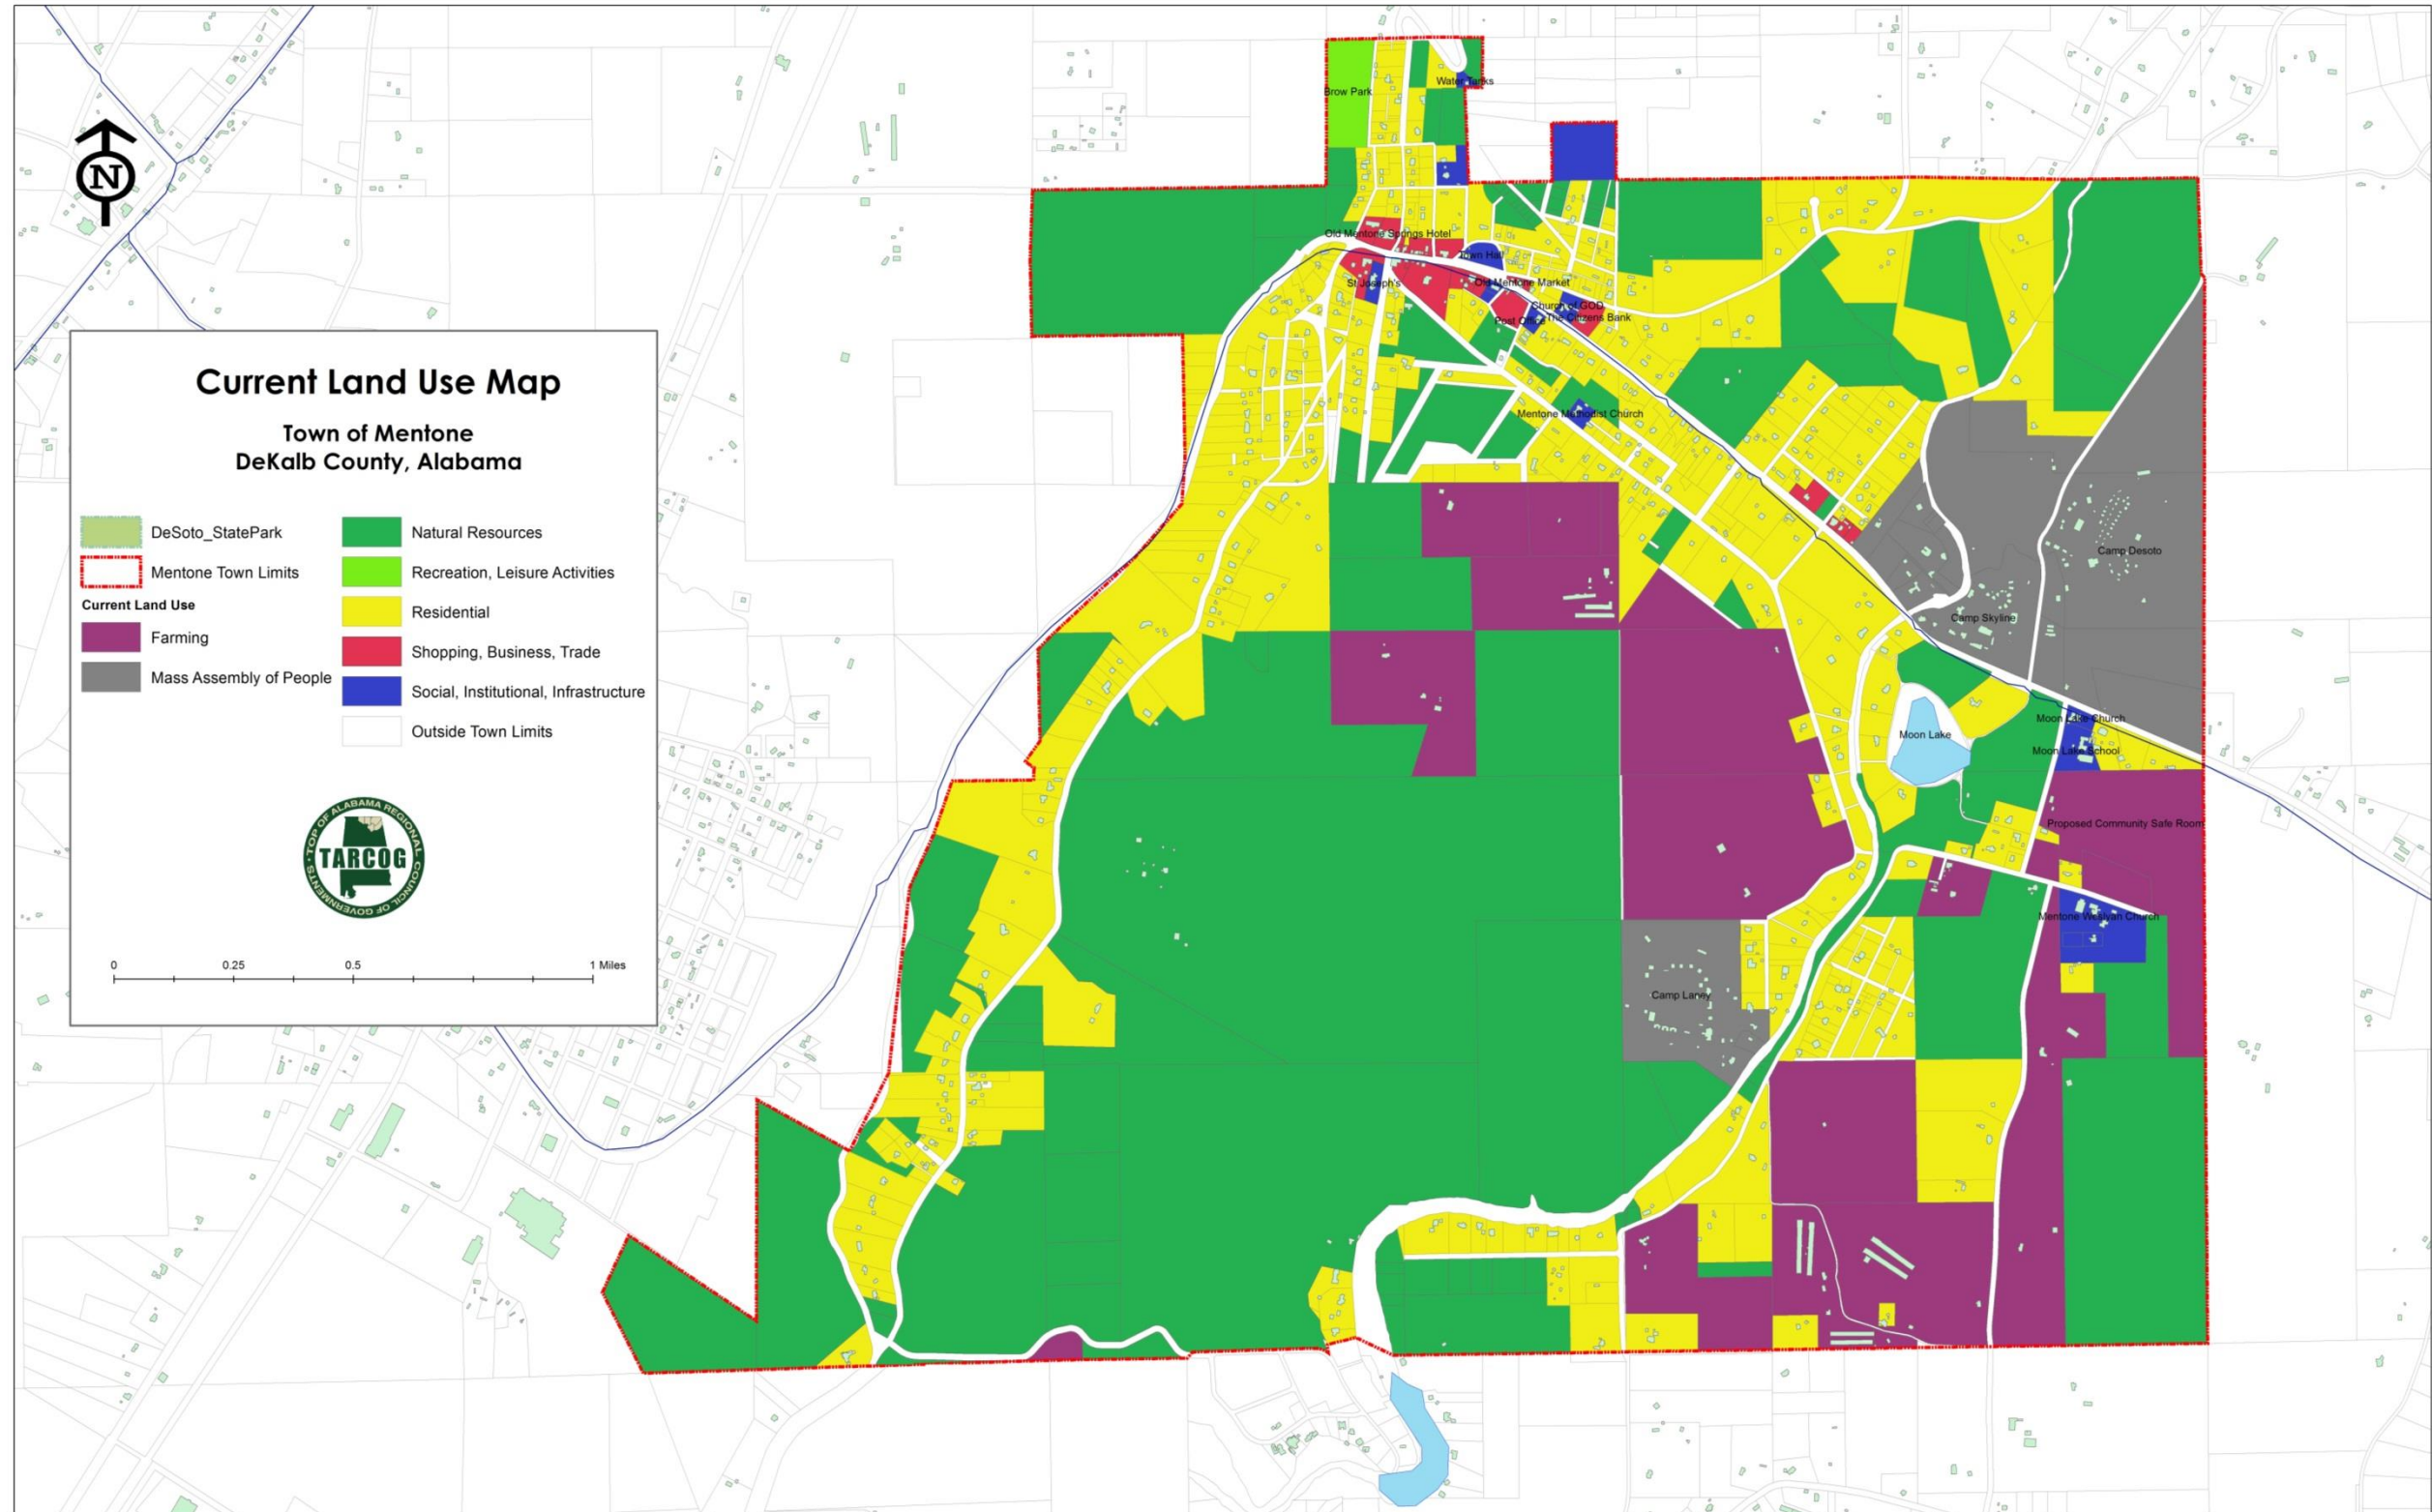 N
Current Land Use Map
Town of Mentone
DeKalb County, Alabama
DeSoto_StatePark
Mentone Town Limits
Current Land Use
Farming
Mass Assembly of People
Natural Resources
Recreation, Leisure Activities
Residential
Shopping, Business, Trade
Social, Institutional, Infrastructure
Outside Town Limits
TOP OF ALABAMA REGIONAL
TARCOG
COUNCIL OF GOVERNMENTS
0 0.25 0.5 1 Miles
Water Tanks
Brow Park
Old Mentone Springs Hotel
Town Hall
St Joseph's
Old Mentone Market
Church of GOD
Post Office
The Citizens Bank
Mentone Methodist Church
Camp Desoto
Camp Skyline
Moon Lake Church
Moon Lake
Moon Lake School
Proposed Community Safe Room
Mentone Weslyan Church
Camp Laney